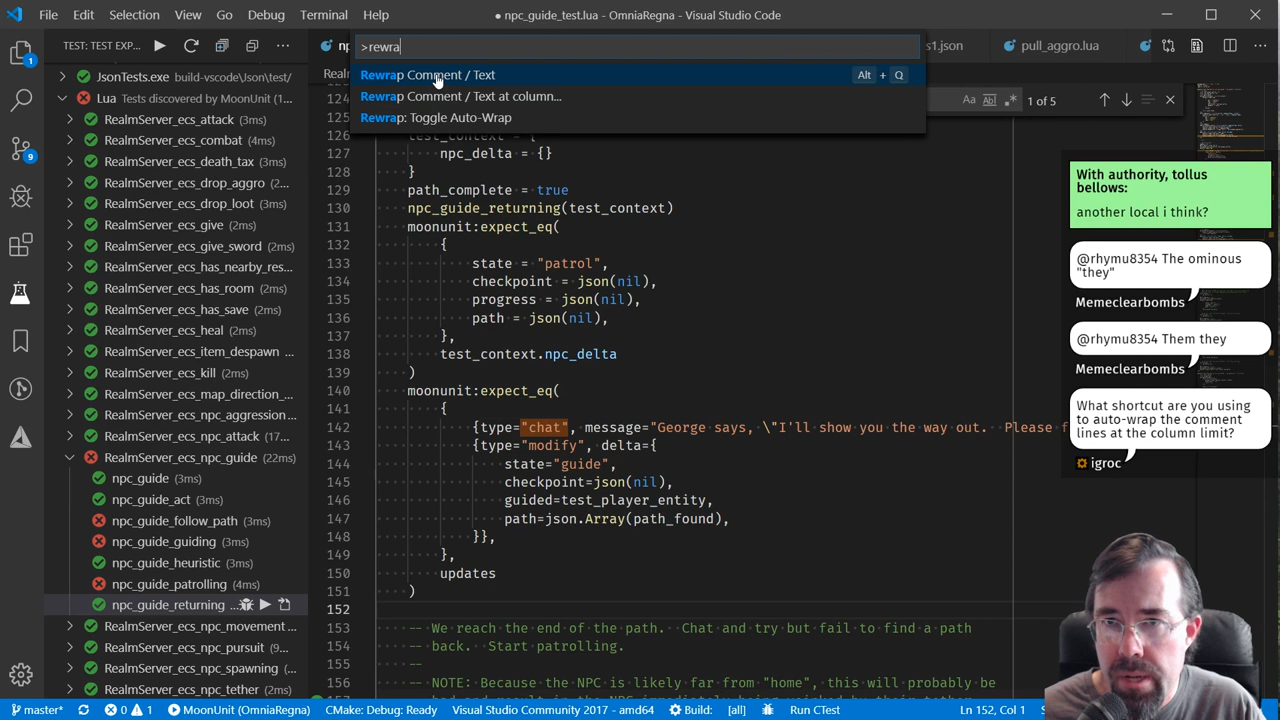 File Edit Selection View Go Debug Terminal Help
● npc_guide_test.lua - OmniaRegna - Visual Studio Code
TEST: TEST EXP...
>rewra
Rewrap Comment / Text
Alt + Q
Rewrap Comment / Text at column...
Rewrap: Toggle Auto-Wrap
s1.json
pull_aggro.lua
1 of 5
JsonTests.exe build-vscode/Json/test/
Lua Tests discovered by MoonUnit (3ms)
RealmServer_ecs_attack (3ms)
RealmServer_ecs_combat (4ms)
RealmServer_ecs_death_tax (3ms)
RealmServer_ecs_drop_aggro (2...
RealmServer_ecs_drop_loot (3ms)
RealmServer_ecs_give (2ms)
RealmServer_ecs_give_sword (2ms)
RealmServer_ecs_has_nearby_res...
RealmServer_ecs_has_room (2ms)
RealmServer_ecs_has_save (2ms)
RealmServer_ecs_heal (2ms)
RealmServer_ecs_item_despawn ...
RealmServer_ecs_kill (2ms)
RealmServer_ecs_map_direction_...
RealmServer_ecs_npc_aggression
RealmServer_ecs_npc_attack (3ms)
RealmServer_ecs_npc_guide (22ms)
npc_guide (3ms)
npc_guide_act (3ms)
npc_guide_follow_path (3ms)
npc_guide_guiding (3ms)
npc_guide_heuristic (3ms)
npc_guide_patrolling (4ms)
npc_guide_returning ...
RealmServer_ecs_npc_movement ...
RealmServer_ecs_npc_pursuit (2ms)
RealmServer_ecs_npc_spawning (...
RealmServer_ecs_npc_tether (2ms)
124
127 npc_delta = {}
128 }
129 path_complete = true
130 npc_guide_returning(test_context)
131 moonunit:expect_eq(
132 {
133 state = "patrol",
134 checkpoint = json(nil),
135 progress = json(nil),
136 path = json(nil),
137 },
138 test_context.npc_delta
139 )
140 moonunit:expect_eq(
141 {
142 {type="chat", message="George says, \"I'll show you the way out. Please f
143 {type="modify", delta={
144 state="guide",
145 checkpoint=json(nil),
146 guided=test_player_entity,
147 path=json.Array(path_found),
148 }},
149 },
150 updates
151 )
152
153 -- We reach the end of the path. Chat and try but fail to find a path
154 -- back. Start patrolling.
155 --
156 -- NOTE: Because the NPC is likely far from "home", this will probably be
With authority, tollus bellows:
another local i think?
@rhymu8354 The ominous "they"
Memeclearbombs
@rhymu8354 Them they
Memeclearbombs
What shortcut are you using
to auto-wrap the comment
lines at the column limit?
igroc
master* 0 1 MoonUnit (OmniaRegna) CMake: Debug: Ready Visual Studio Community 2017 - amd64 Build: [all] Run CTest Ln 152, Col 1